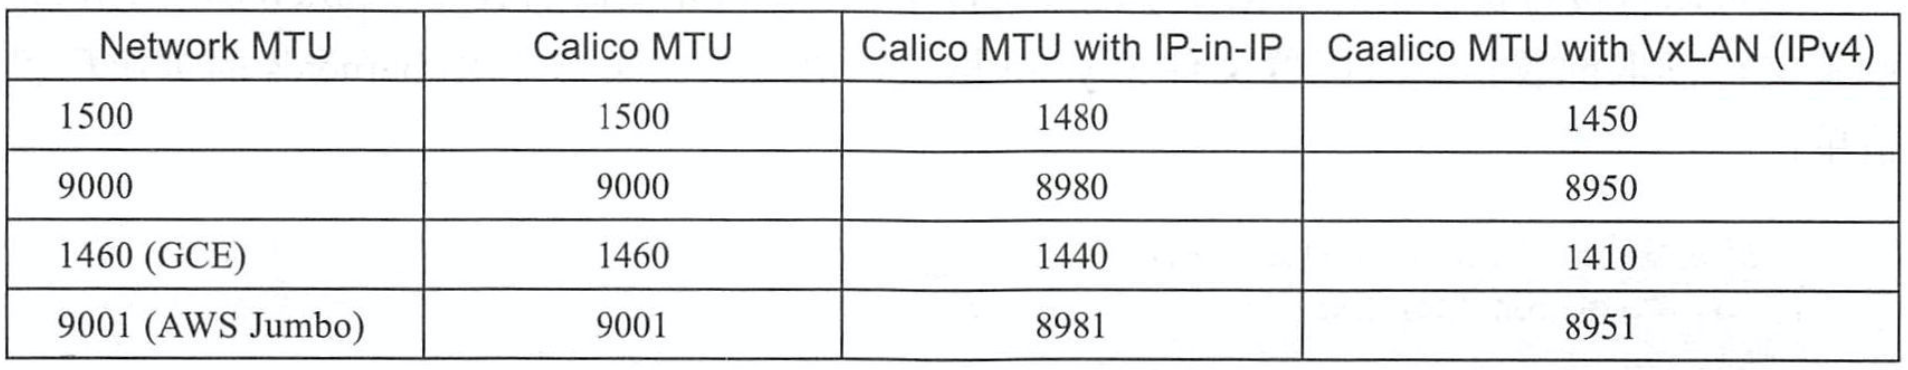 Network MTU Calico MTU Calico MTU with IP-in-IP Caalico MTU with VxLAN (IPv4)
1500 1500 1480 1450
9000 9000 8980 8950
1460 (GCE) 1460 1440 1410
9001 (AWS Jumbo) 9001 8981 8951